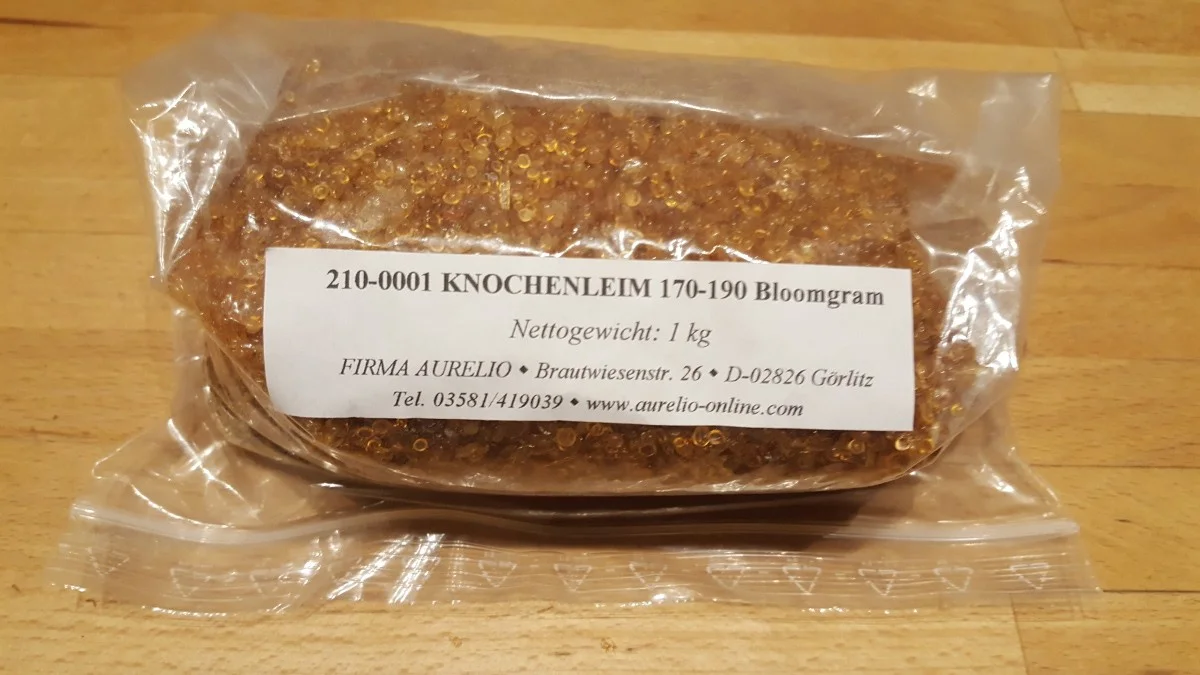 210-0001 KNOCHENLEIM 170-190 Bloomgram
Nettogewicht: 1 kg
FIRMA AURELIO ◆ Brautwiesenstr. 26 ◆ D-02826 Görlitz
Tel. 03581/419039 ◆ www.aurelio-online.com